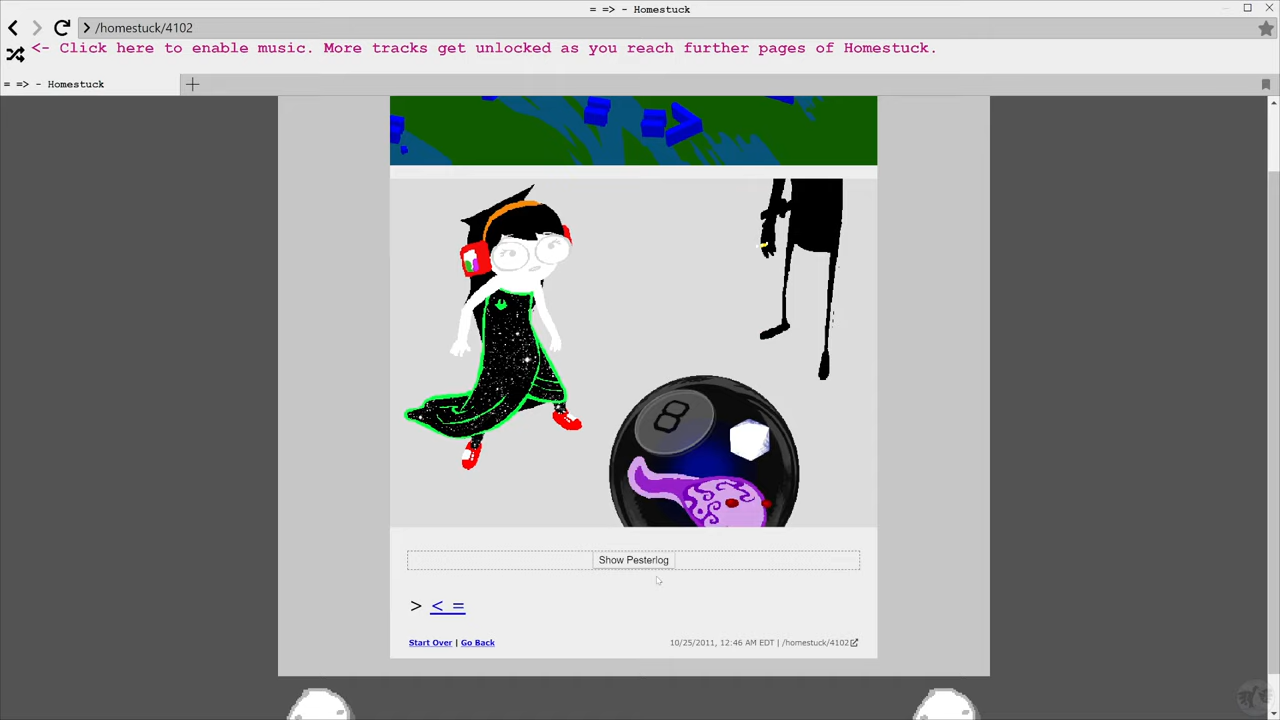 = => - Homestuck
/homestuck/4102
<- Click here to enable music. More tracks get unlocked as you reach further pages of Homestuck.
= => - Homestuck
8
Show Pesterlog
> < =
Start Over | Go Back
10/25/2011, 12:46 AM EDT | /homestuck/4102